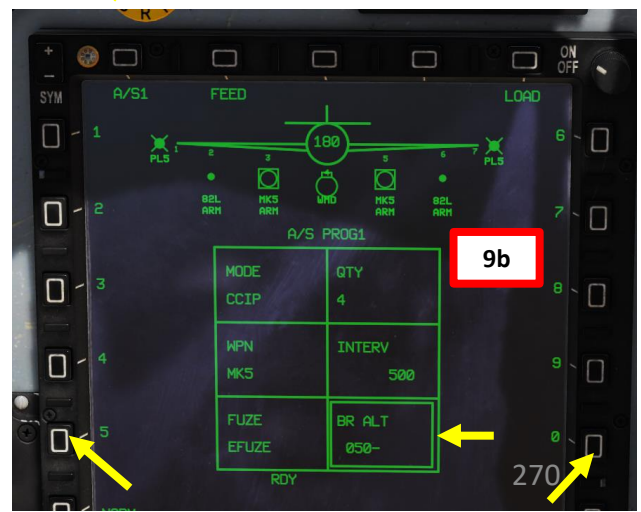 R
+
-
SYM
ON
OFF
A/S1 FEED LOAD
1 180 6
PL5 1 2 3 5 6 7 PL5
82L MK5 WMD MK5 82L
ARM ARM ARM ARM
2 7
A/S PROG1
9b
MODE QTY
3 8
CCIP 4
WPN INTERV
4 9
MK5 500
FUZE BR ALT
5 0
EFUZE 050-
RDY
270
NORM